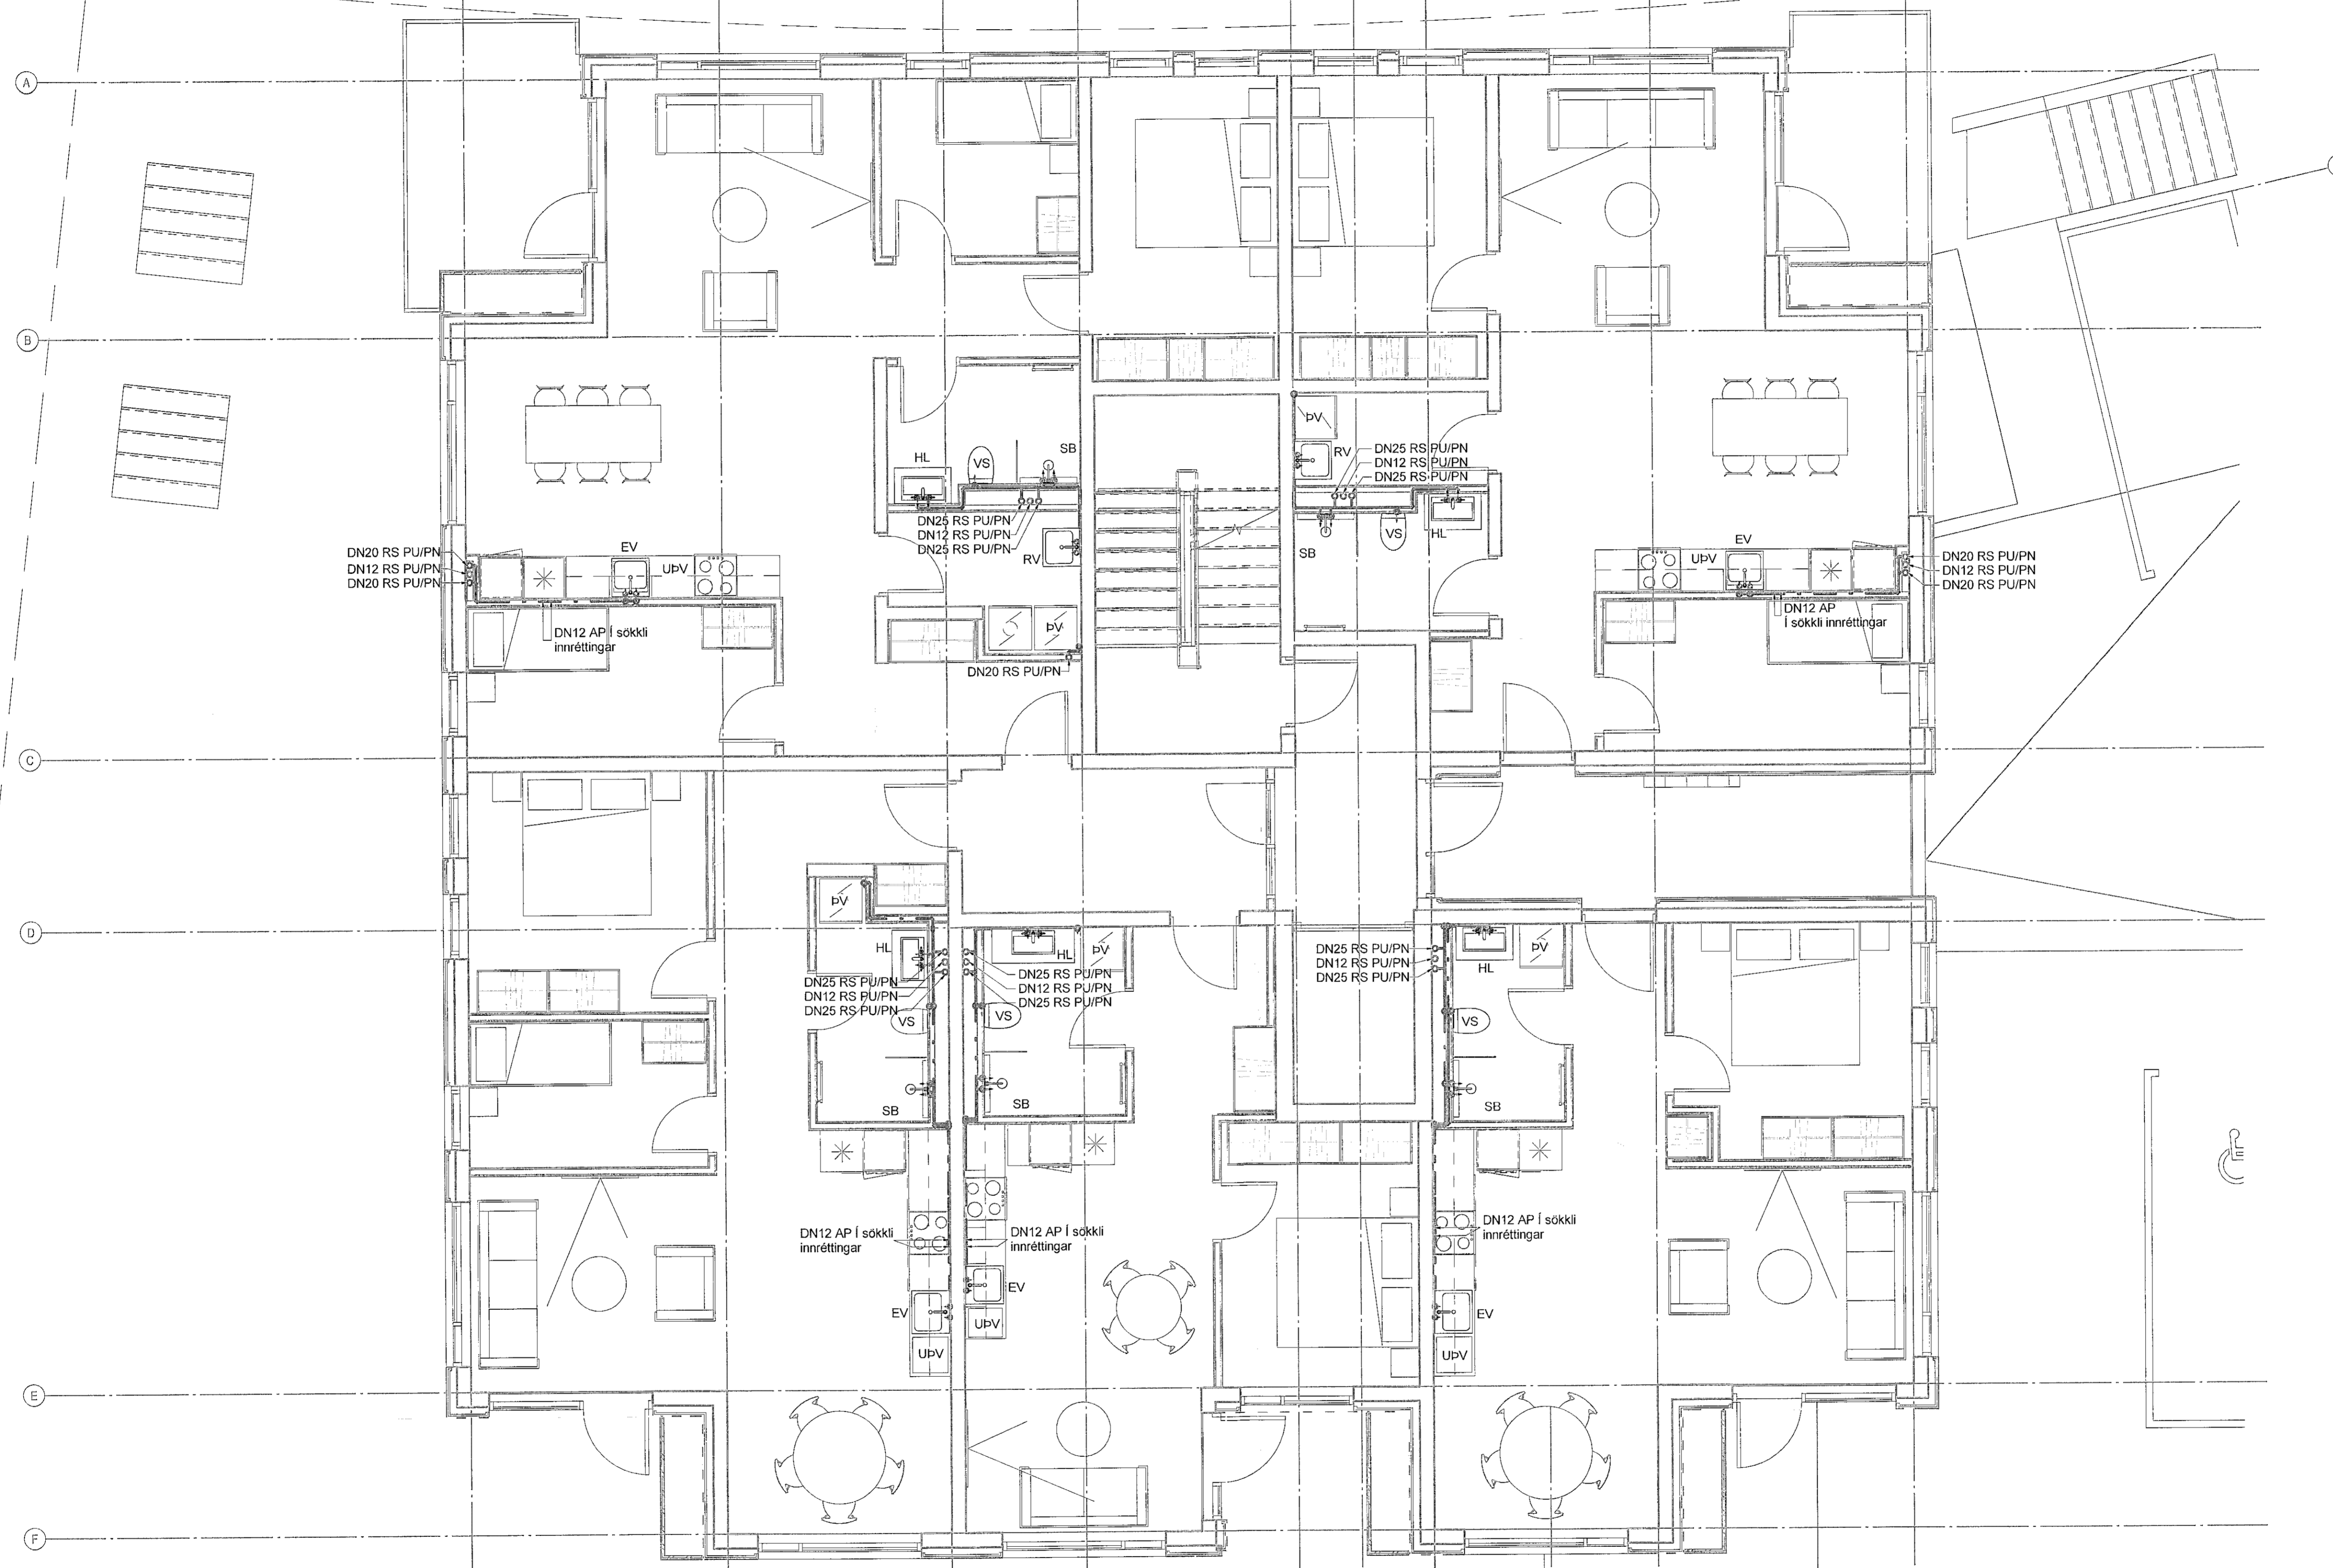 A
B
ÞV
RV
DN25 RS PU/PN
DN12 RS PU/PN
DN25 RS PU/PN
SB
VS
HL
HL
VS
SB
DN25 RS PU/PN
DN12 RS PU/PN
DN25 RS PU/PN
RV
EV
UÞV
DN20 RS PU/PN
DN12 RS PU/PN
DN20 RS PU/PN
DN12 AP Í sökkli
innréttingar
ÞV
DN20 RS PU/PN
EV
UÞV
DN20 RS PU/PN
DN12 RS PU/PN
DN20 RS PU/PN
DN12 AP
Í sökkli innréttingar
C
D
ÞV
HL
DN25 RS PU/PN
DN12 RS PU/PN
DN25 RS PU/PN
VS
SB
HL
ÞV
DN25 RS PU/PN
DN12 RS PU/PN
DN25 RS PU/PN
VS
SB
DN25 RS PU/PN
DN12 RS PU/PN
DN25 RS PU/PN
HL
ÞV
VS
SB
DN12 AP Í sökkli
innréttingar
EV
UÞV
DN12 AP Í sökkli
innréttingar
EV
UÞV
DN12 AP Í sökkli
innréttingar
EV
UÞV
E
F